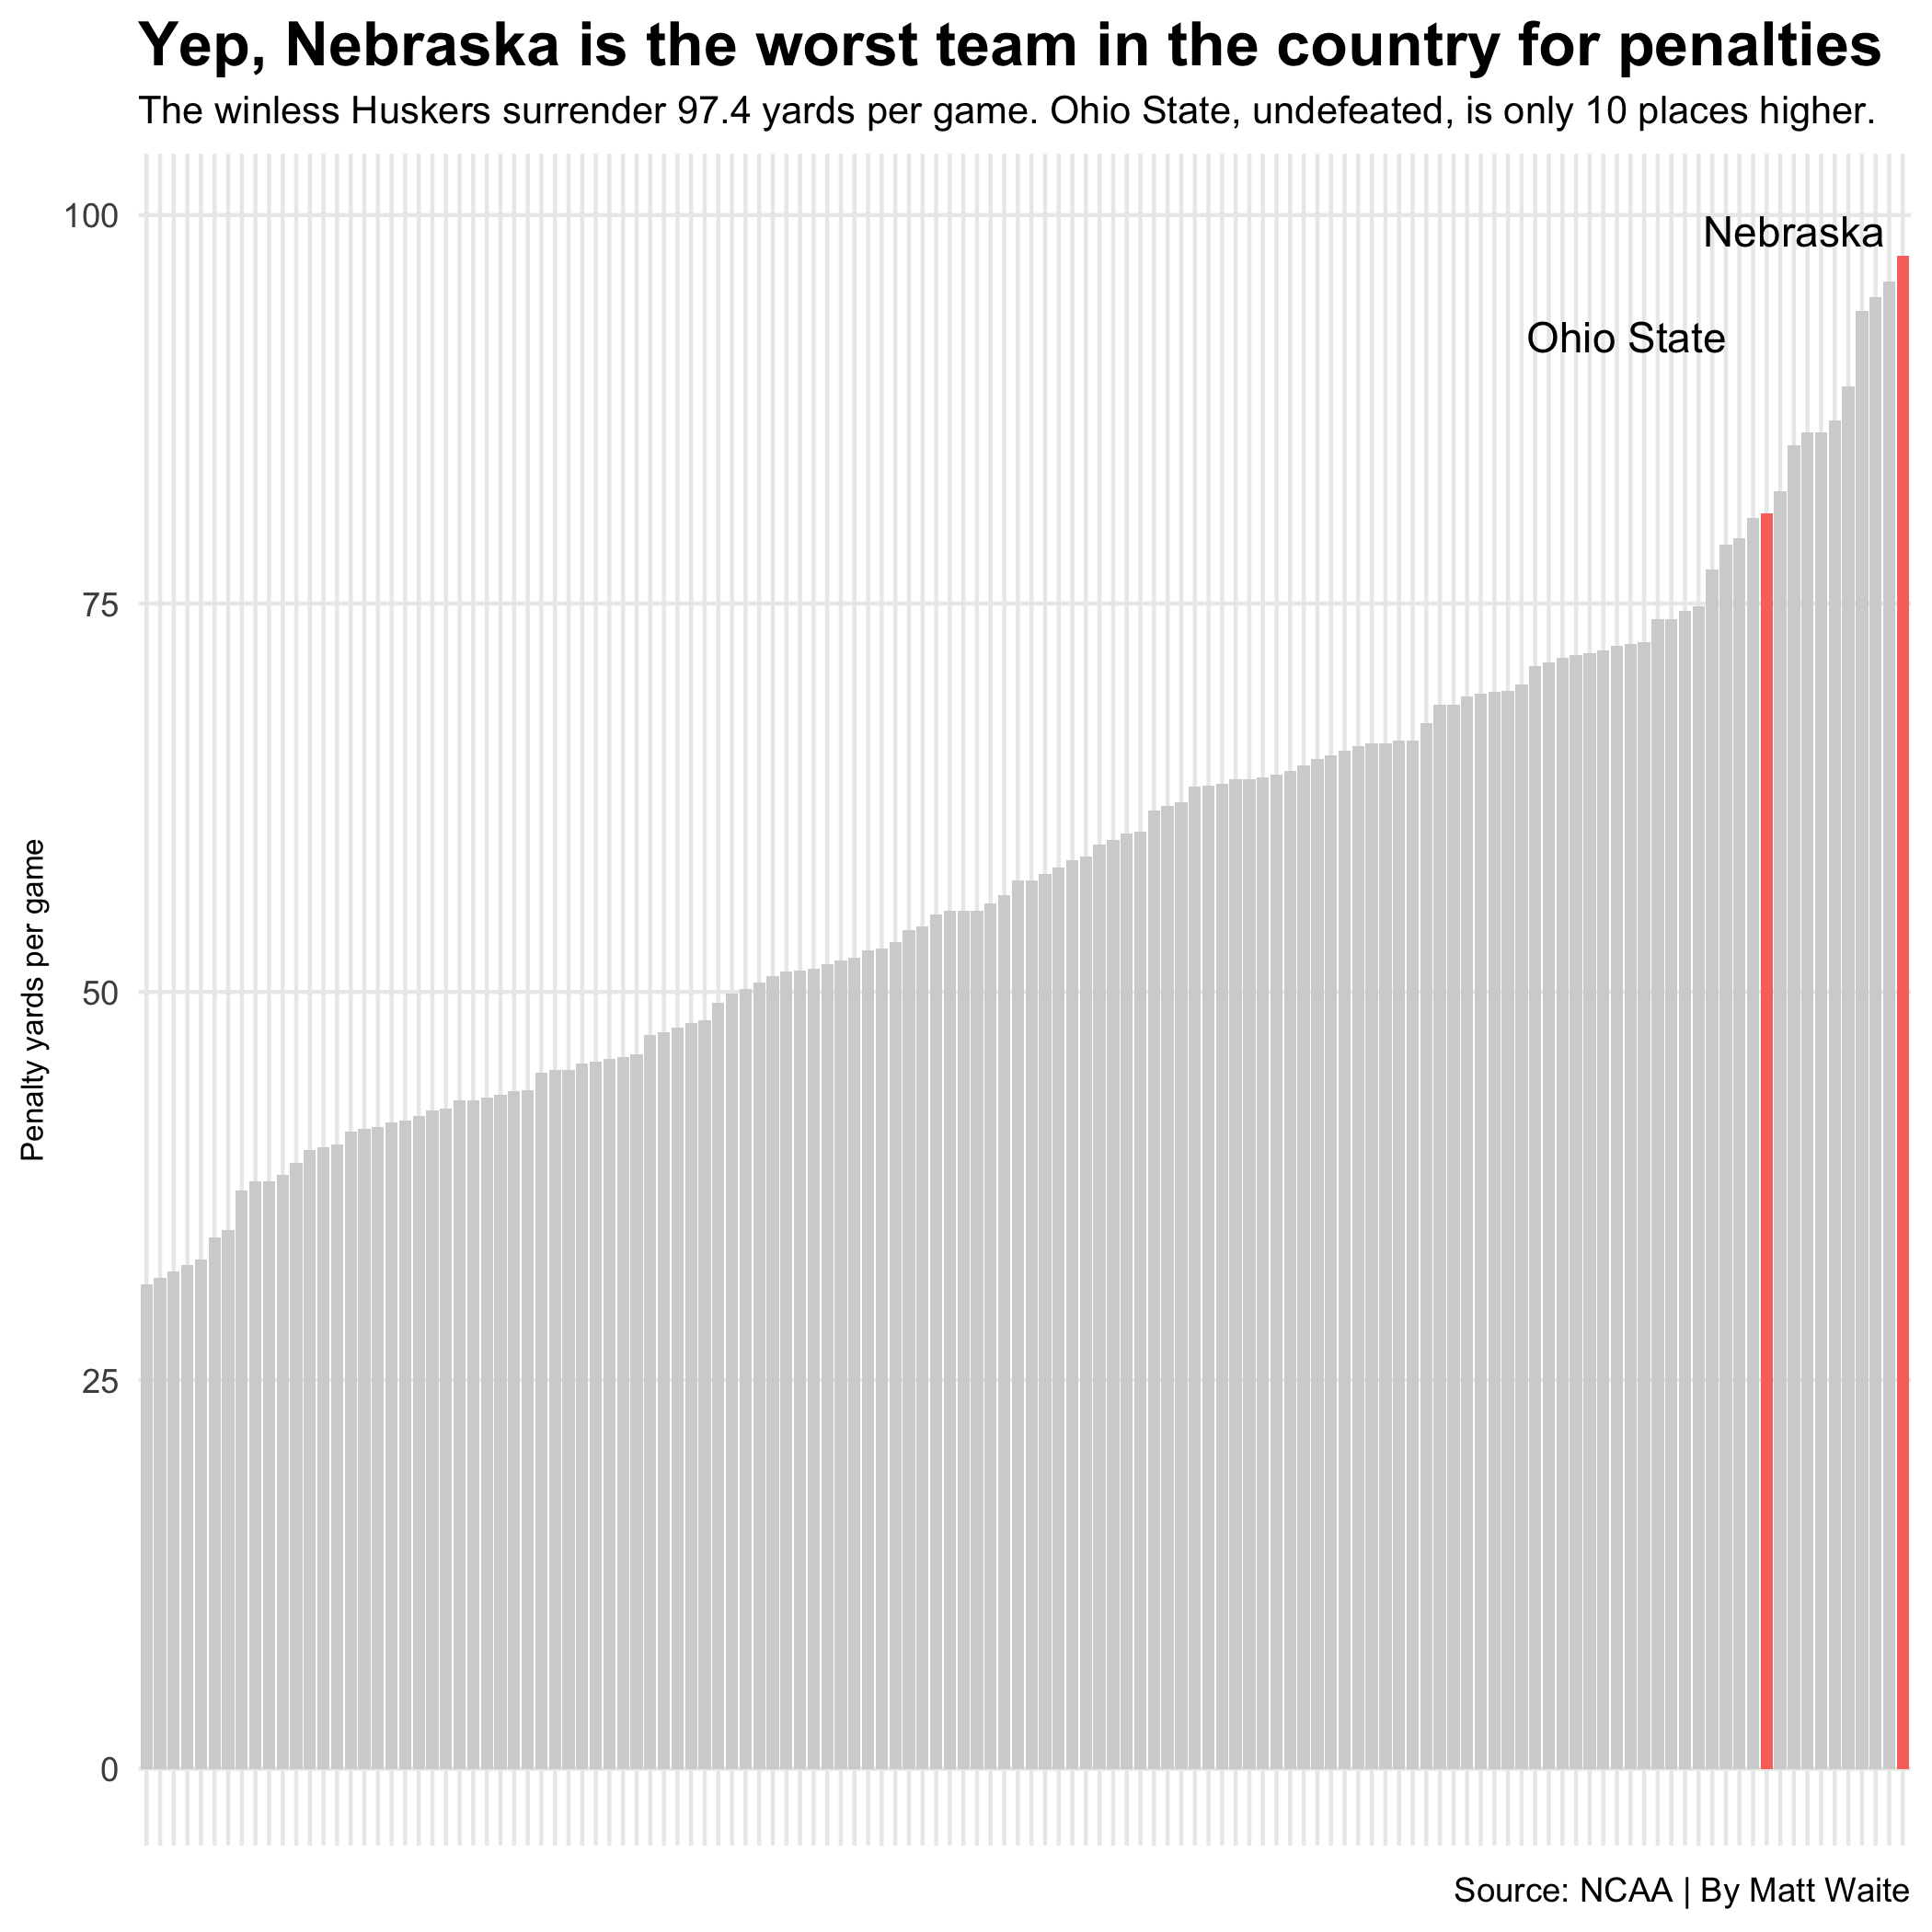 Yep, Nebraska is the worst team in the country for penalties
The winless Huskers surrender 97.4 yards per game. Ohio State, undefeated, is only 10 places higher.
100
Nebraska
Ohio State
75
50
Penalty yards per game
25
0
Source: NCAA | By Matt Waite